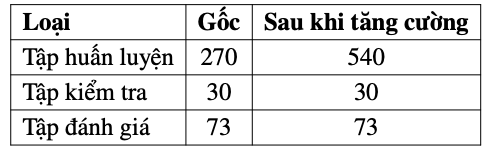 Loại Gốc Sau khi tăng cường
Tập huấn luyện 270 540
Tập kiểm tra 30 30
Tập đánh giá 73 73